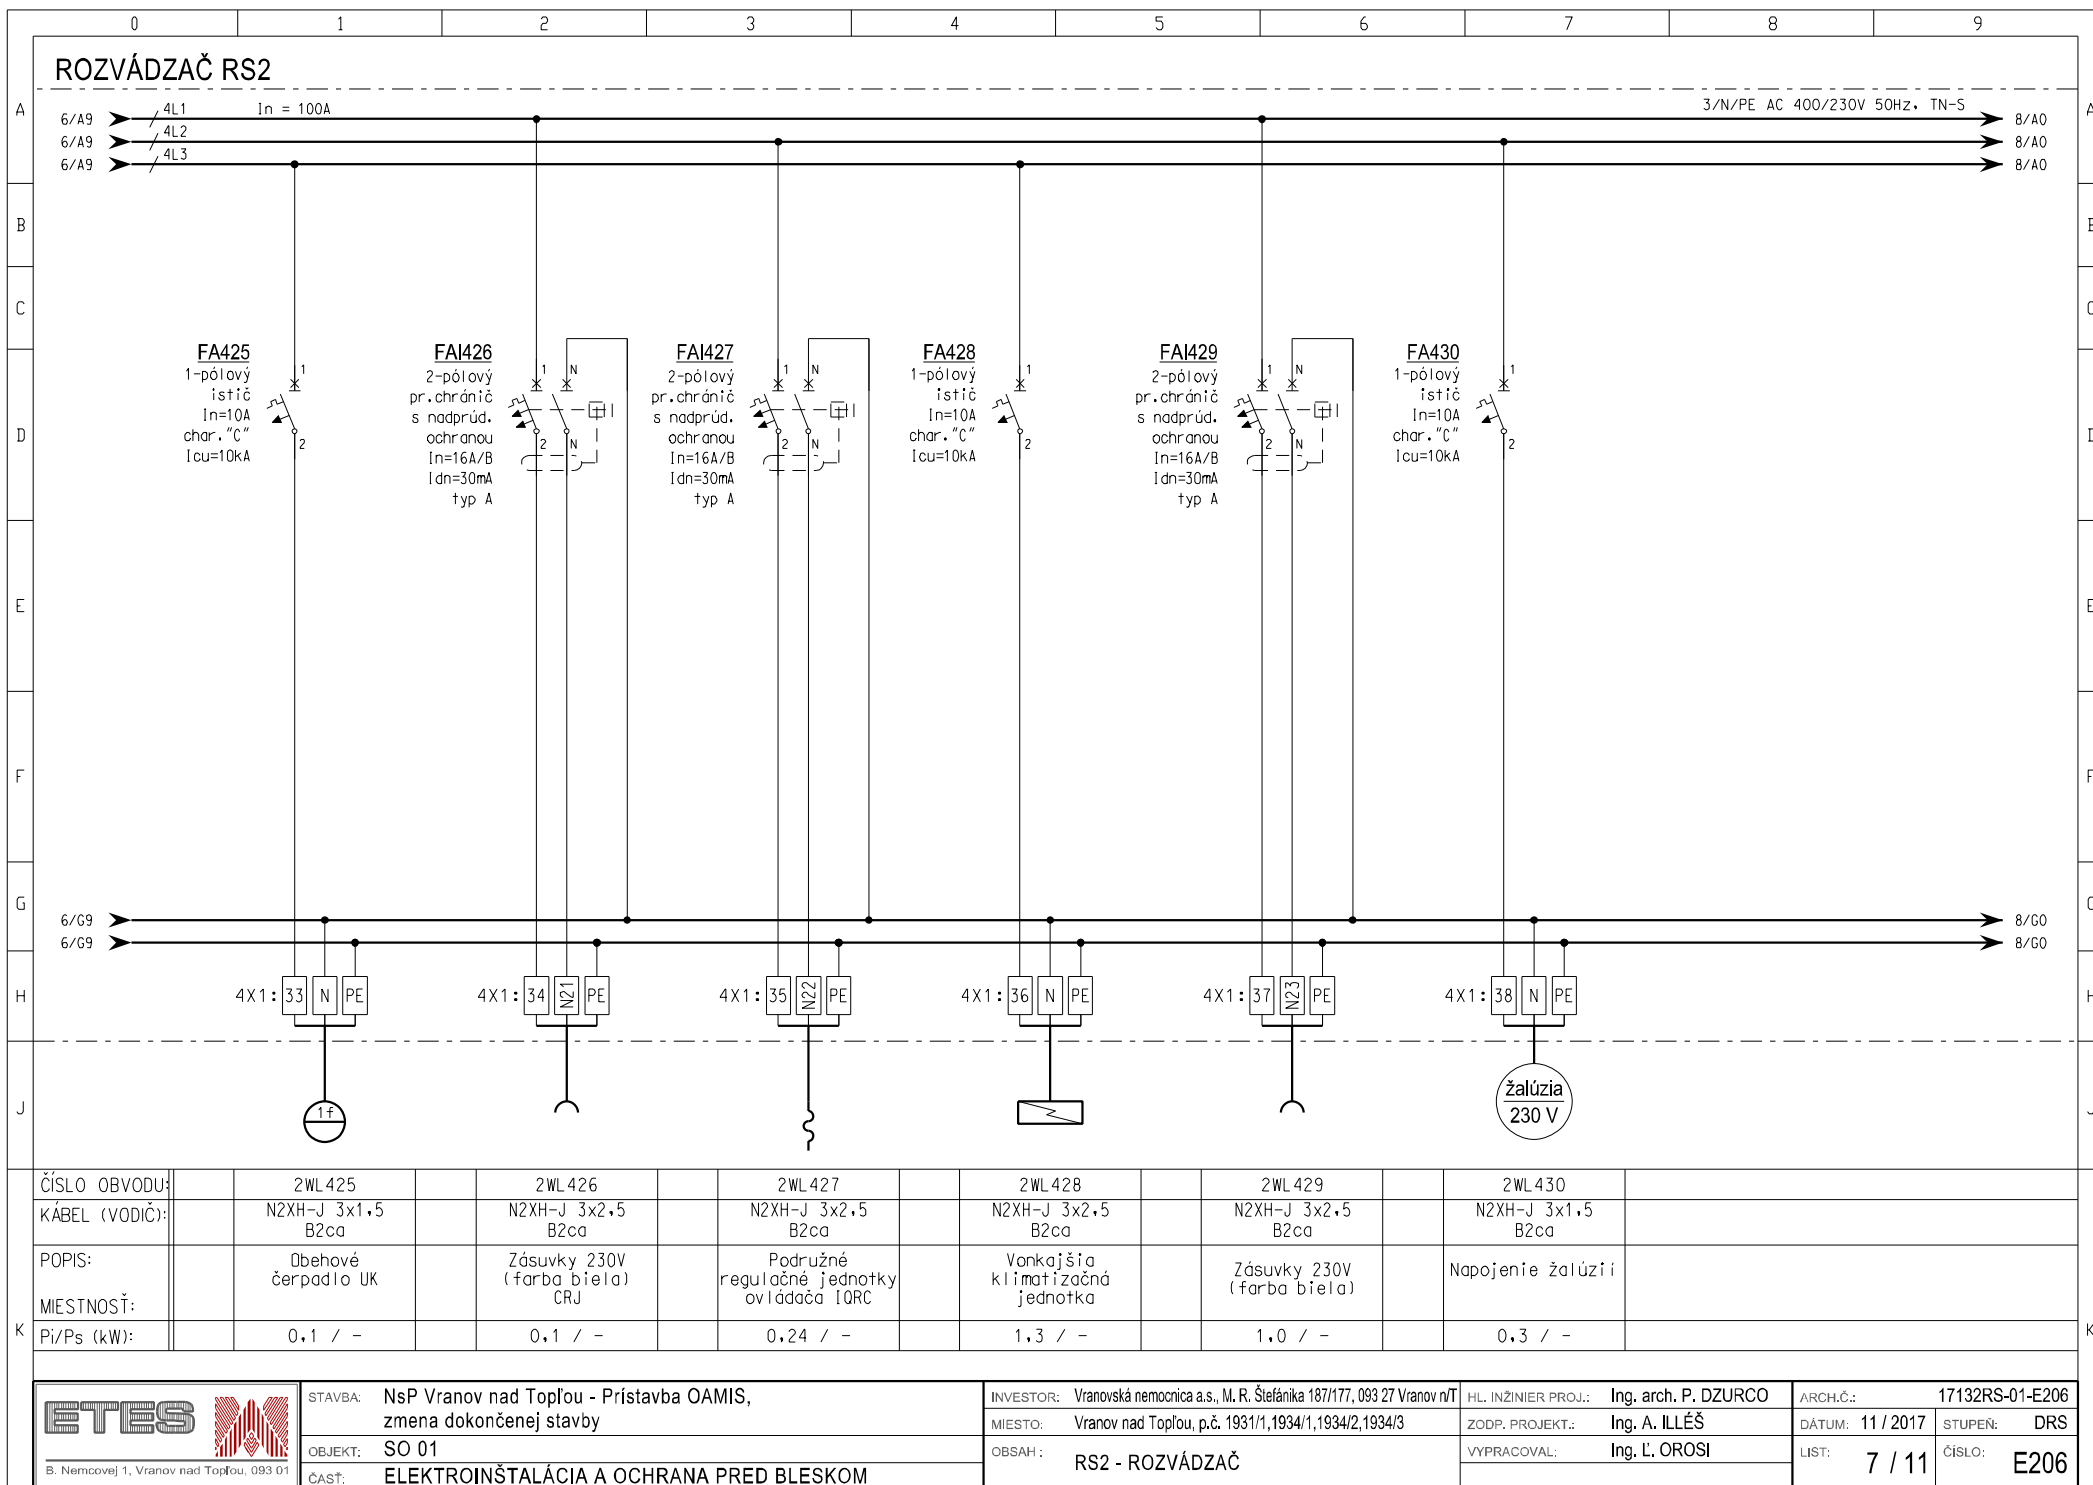 0 1 2 3 4 5 6 7 8 9
ROZVÁDZAČ RS2
A A
6/A9 4L1 In = 100A 3/N/PE AC 400/230V 50Hz, TN-S 8/A0
6/A9 4L2 8/A0
6/A9 4L3 8/A0
B
C
D
E E
F F
G
H H
J
K K
FA425
1-pólový
istič
In=10A
char."C"
Icu=10kA
1
2
FAI426
2-pólový
pr.chránič
s nadprúd.
ochranou
In=16A/B
Idn=30mA
typ A
1 N
2 N
FAI427
2-pólový
pr.chránič
s nadprúd.
ochranou
In=16A/B
Idn=30mA
typ A
1 N
2 N
FA428
1-pólový
istič
In=10A
char."C"
Icu=10kA
1
2
FAI429
2-pólový
pr.chránič
s nadprúd.
ochranou
In=16A/B
Idn=30mA
typ A
1 N
2 N
FA430
1-pólový
istič
In=10A
char."C"
Icu=10kA
1
2
6/G9 8/G0
6/G9 8/G0
4X1: 33 N PE 4X1: 34 N21 PE 4X1: 35 N22 PE 4X1: 36 N PE 4X1: 37 N23 PE 4X1: 38 N PE
1f
žalúzia
230 V
ČÍSLO OBVODU: 2WL425 2WL426 2WL427 2WL428 2WL429 2WL430
KÁBEL (VODIČ): N2XH-J 3x1,5 N2XH-J 3x2,5 N2XH-J 3x2,5 N2XH-J 3x2,5 N2XH-J 3x2,5 N2XH-J 3x1,5
B2ca B2ca B2ca B2ca B2ca B2ca
POPIS:
Obehové
čerpadlo UK
Zásuvky 230V
(farba biela)
CRJ
Podružné
regulačné jednotky
ovládača IQRC
Vonkajšia
klimatizačná
jednotka
Zásuvky 230V
(farba biela)
Napojenie žalúzií
MIESTNOSŤ:
Pi/Ps (kW): 0,1 / - 0,1 / - 0,24 / - 1,3 / - 1,0 / - 0,3 / -
ETES
B. Nemcovej 1, Vranov nad Topľou, 093 01
STAVBA: NsP Vranov nad Topľou - Prístavba OAMIS,
zmena dokončenej stavby
OBJEKT: SO 01
ČASŤ: ELEKTROINŠTALÁCIA A OCHRANA PRED BLESKOM
INVESTOR: Vranovská nemocnica a.s., M. R. Štefánika 187/177, 093 27 Vranov n/T
MIESTO: Vranov nad Topľou, p.č. 1931/1,1934/1,1934/2,1934/3
OBSAH: RS2 - ROZVÁDZAČ
HL. INŽINIER PROJ.: Ing. arch. P. DZURCO
ZODP. PROJEKT.: Ing. A. ILLÉŠ
VYPRACOVAL: Ing. Ľ. OROSI
ARCH.Č.: 17132RS-01-E206
DÁTUM: 11 / 2017 STUPEŇ: DRS
LIST: 7 / 11 ČÍSLO: E206